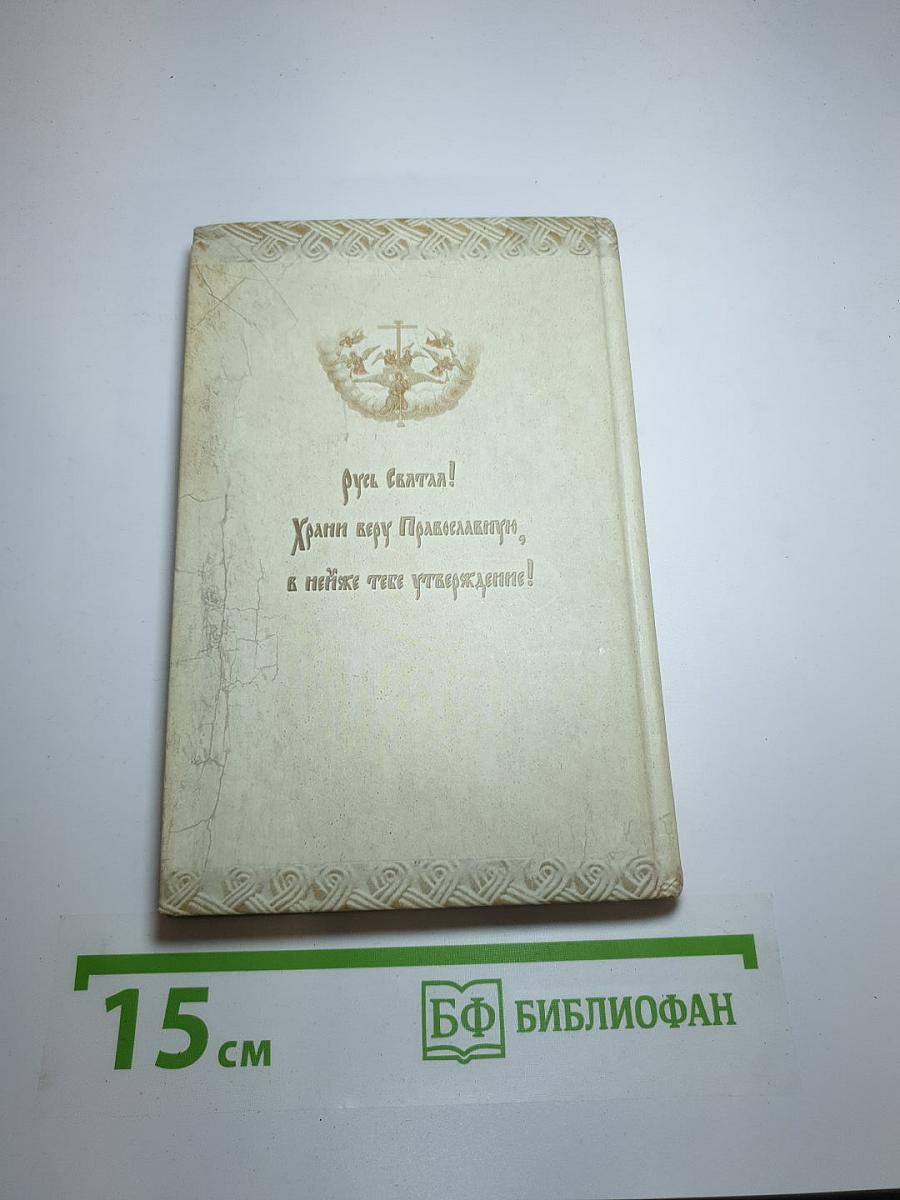 Русь Святая!
Храни веру Православную,
в нейже тебе утверждение!
15 см
БФ БИБЛИОФАН